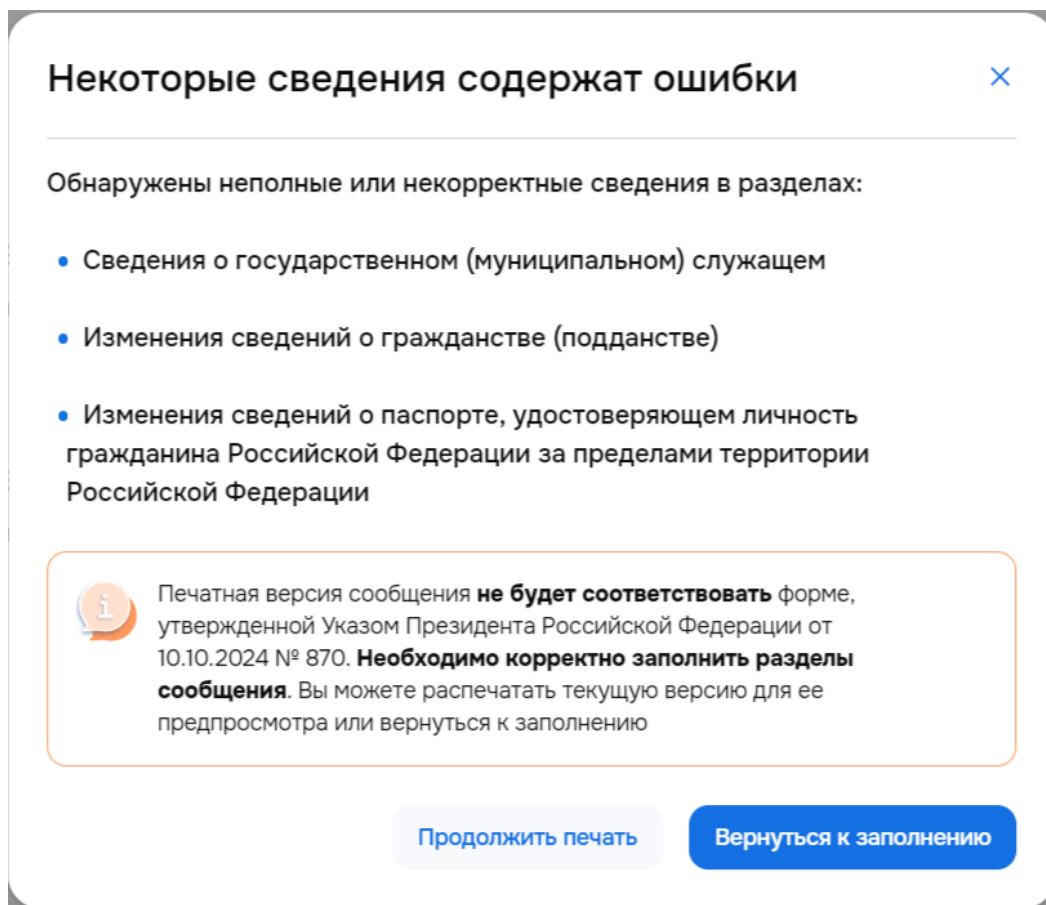 Некоторые сведения содержат ошибки
Обнаружены неполные или некорректные сведения в разделах:
Сведения о государственном (муниципальном) служащем
Изменения сведений о гражданстве (подданстве)
Изменения сведений о паспорте, удостоверяющем личность
гражданина Российской Федерации за пределами территории
Российской Федерации
Печатная версия сообщения не будет соответствовать форме,
утвержденной Указом Президента Российской Федерации от
10.10.2024 № 870. Необходимо корректно заполнить разделы
сообщения. Вы можете распечатать текущую версию для ее
предпросмотра или вернуться к заполнению
Продолжить печать
Вернуться к заполнению